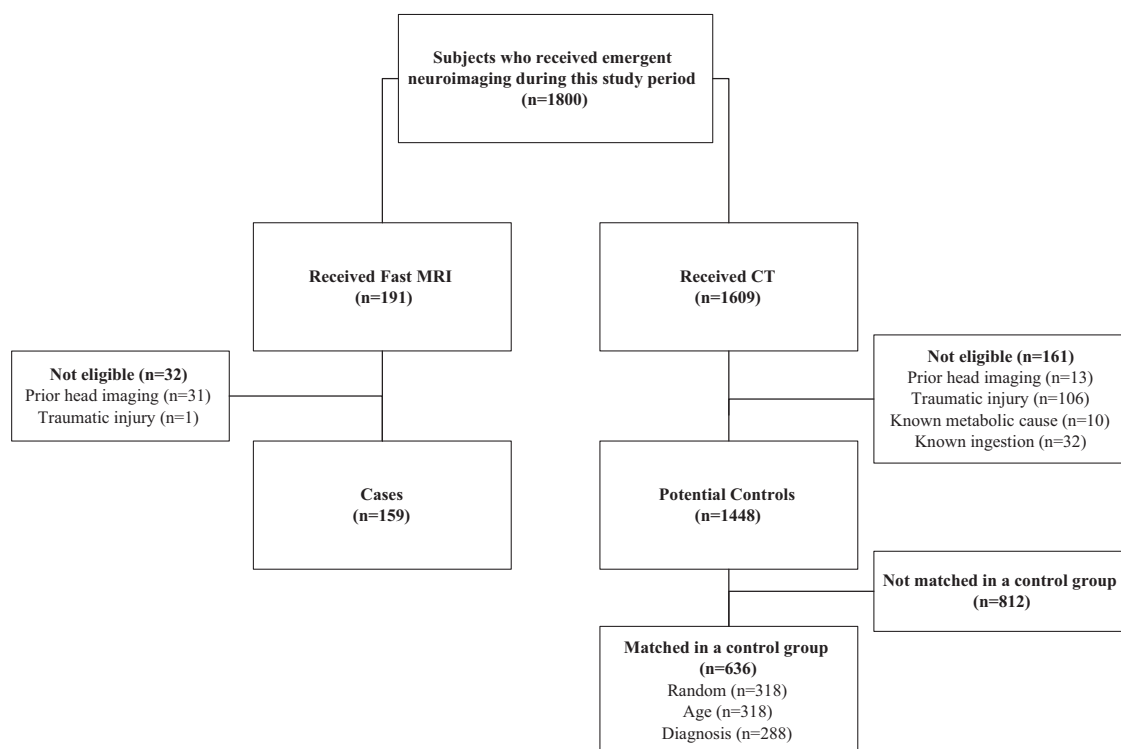 Subjects who received emergent
neuroimaging during this study period
(n=1800)
Received Fast MRI
(n=191)
Received CT
(n=1609)
Not eligible (n=32)
Prior head imaging (n=31)
Traumatic injury (n=1)
Not eligible (n=161)
Prior head imaging (n=13)
Traumatic injury (n=106)
Known metabolic cause (n=10)
Known ingestion (n=32)
Cases
(n=159)
Potential Controls
(n=1448)
Not matched in a control group
(n=812)
Matched in a control group
(n=636)
Random (n=318)
Age (n=318)
Diagnosis (n=288)